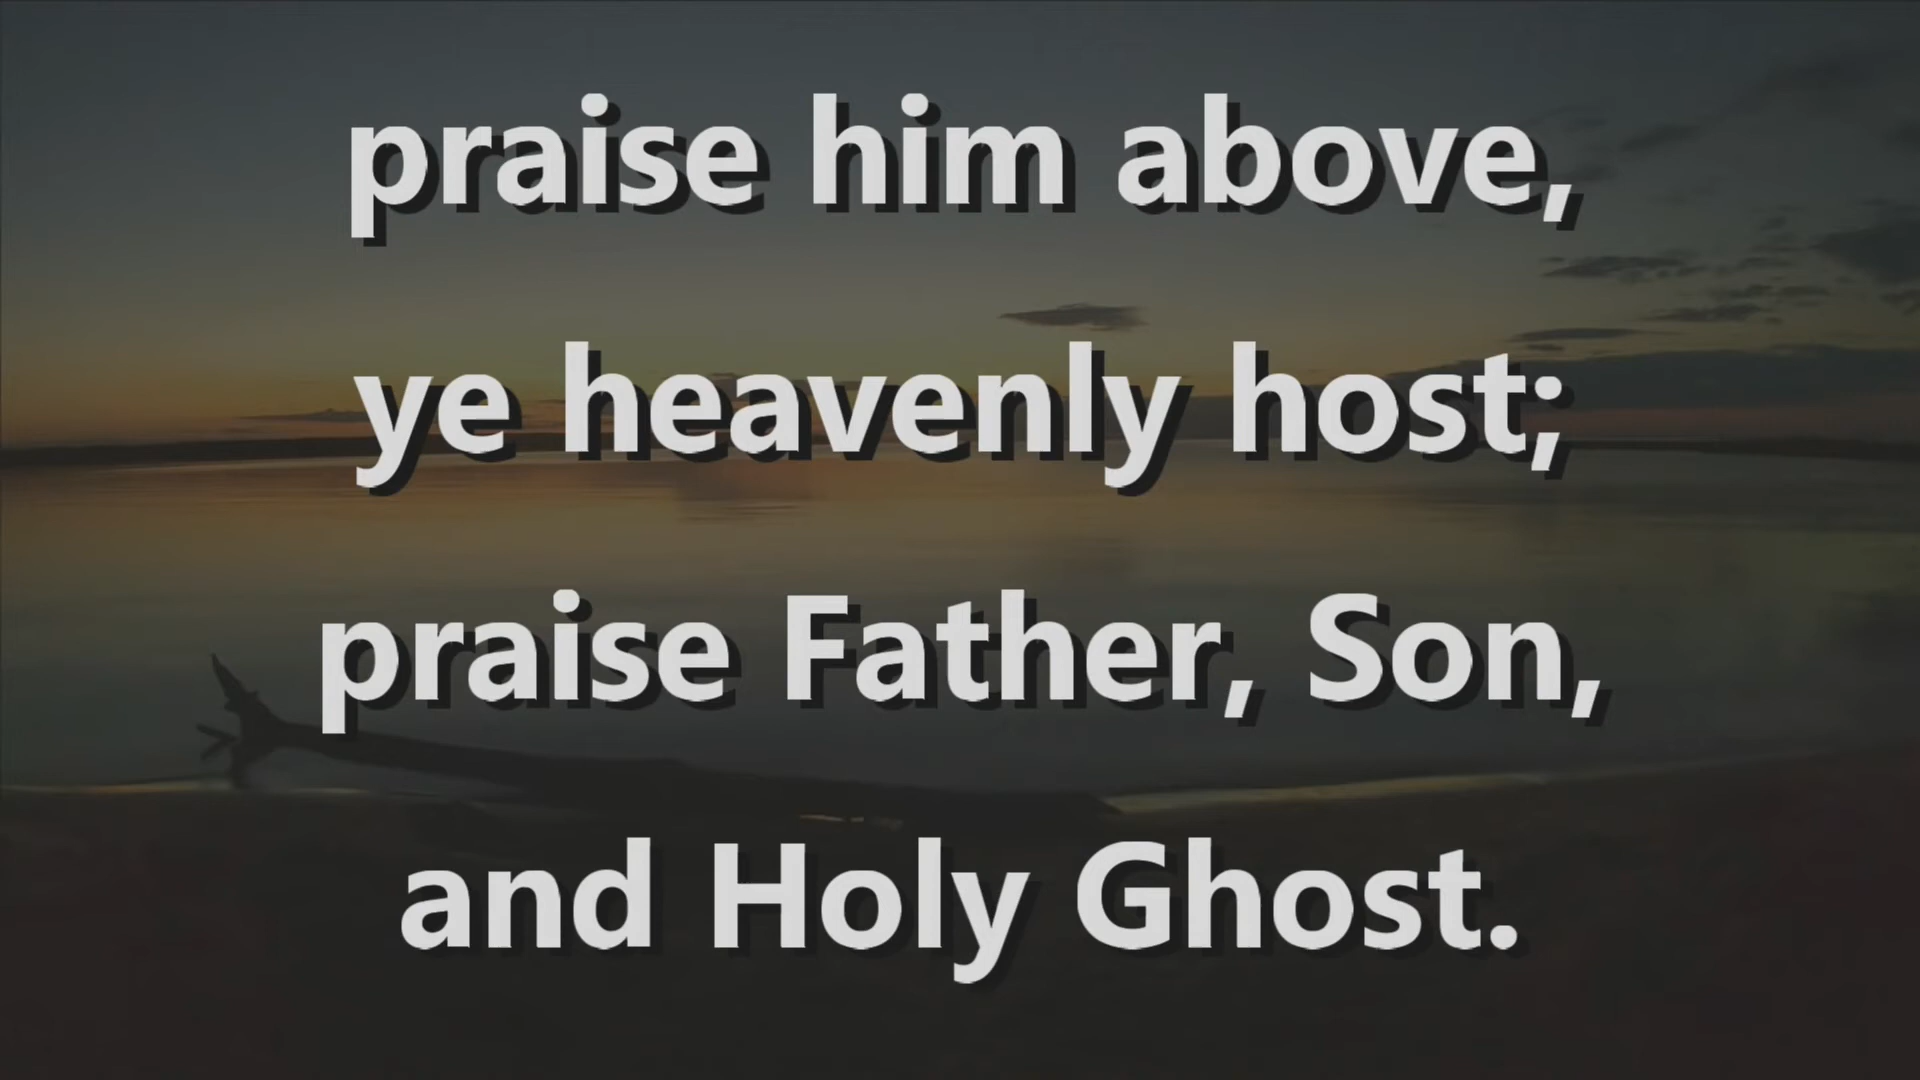 praise him above,
ye heavenly host;
praise Father, Son,
and Holy Ghost.